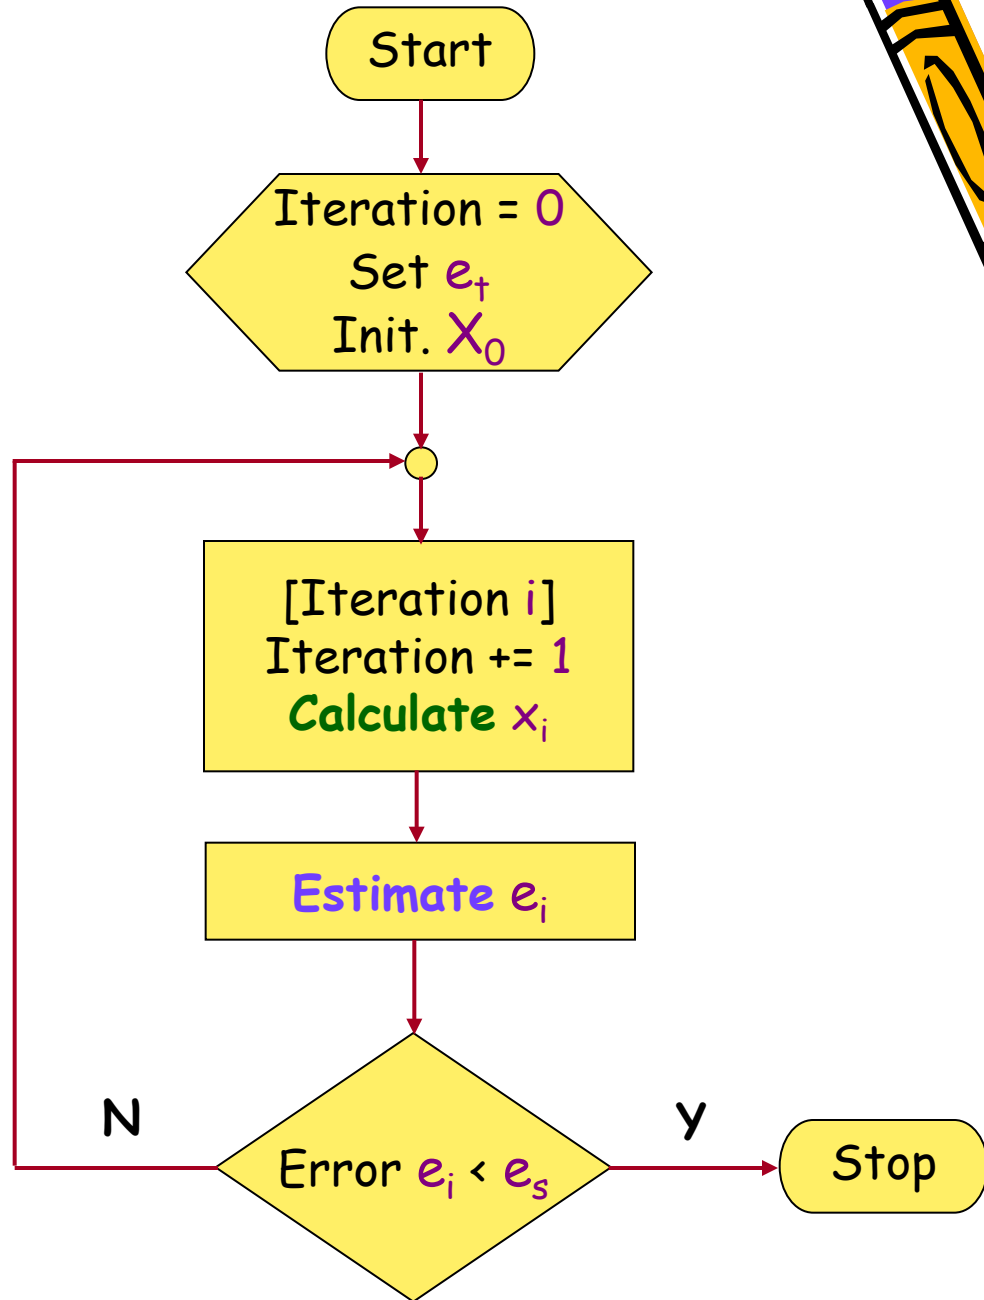 Start
Iteration = 0
Set eₜ
Init. X₀
[Iteration i]
Iteration += 1
Calculate xᵢ
Estimate eᵢ
N
Y
Error eᵢ < eₛ
Stop